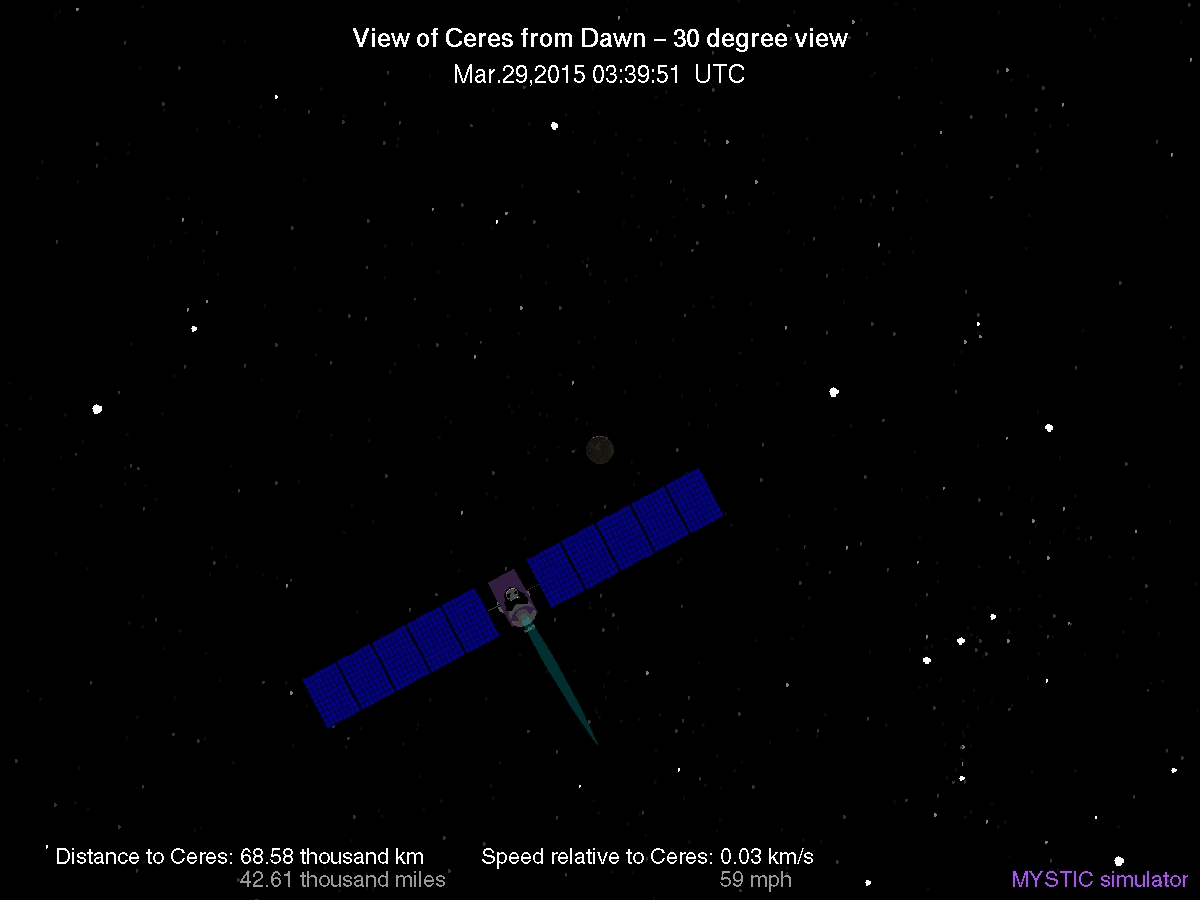 View of Ceres from Dawn – 30 degree view
Mar.29,2015 03:39:51 UTC
Distance to Ceres: 68.58 thousand km Speed relative to Ceres: 0.03 km/s
42.61 thousand miles 59 mph
MYSTIC simulator